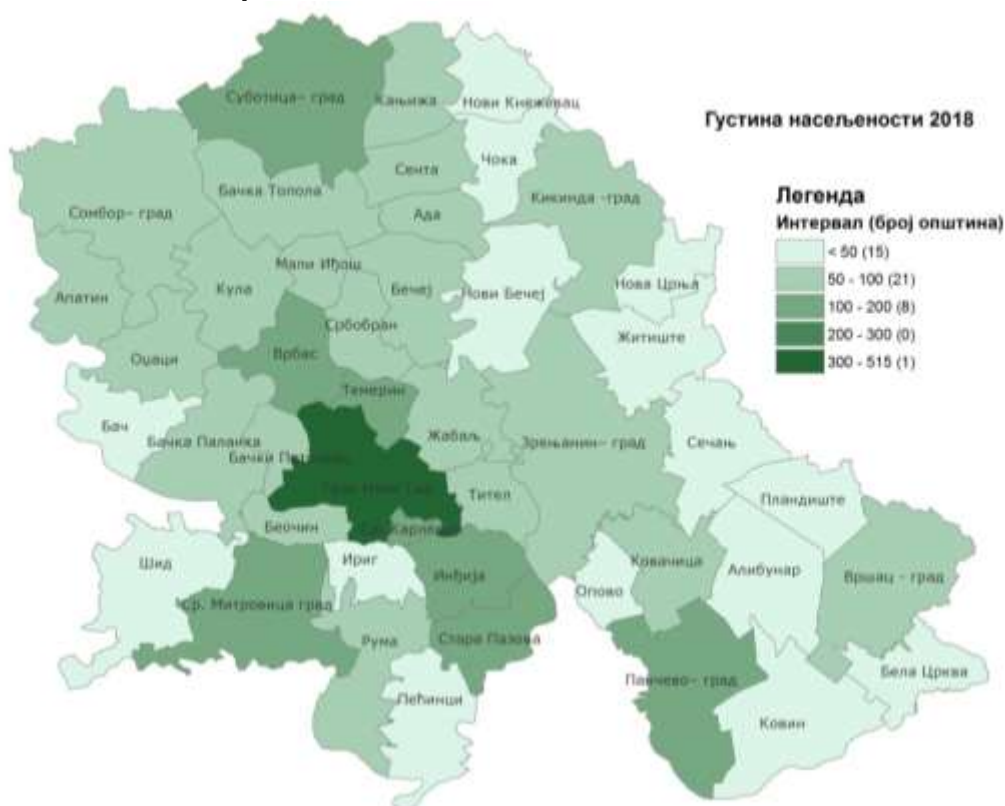 Густина насељености 2018
Легенда
Интервал (број општина)
< 50 (15)
50 - 100 (21)
100 - 200 (8)
200 - 300 (0)
300 - 515 (1)
Суботица- град
Кањижа
Нови Кнежевац
Чока
Сента
Бачка Топола
Кикинда -град
Сомбор- град
Ада
Мали Иђош
Бечеј
Нови Бечеј
Нова Црња
Кула
Апатин
Србобран
Житиште
Врбас
Оџаци
Темерин
Бач
Бачка Паланка
Жабаљ
Зрењанин- град
Сечањ
Бачки
Тител
Пландиште
Беочин
Шид
Ириг
Инђија
Ковачица
Алибунар
Вршац - град
Опово
Ср. Митровица град
Рума
Стара Пазова
Панчево- град
Бела Црква
Пећинци
Ковин